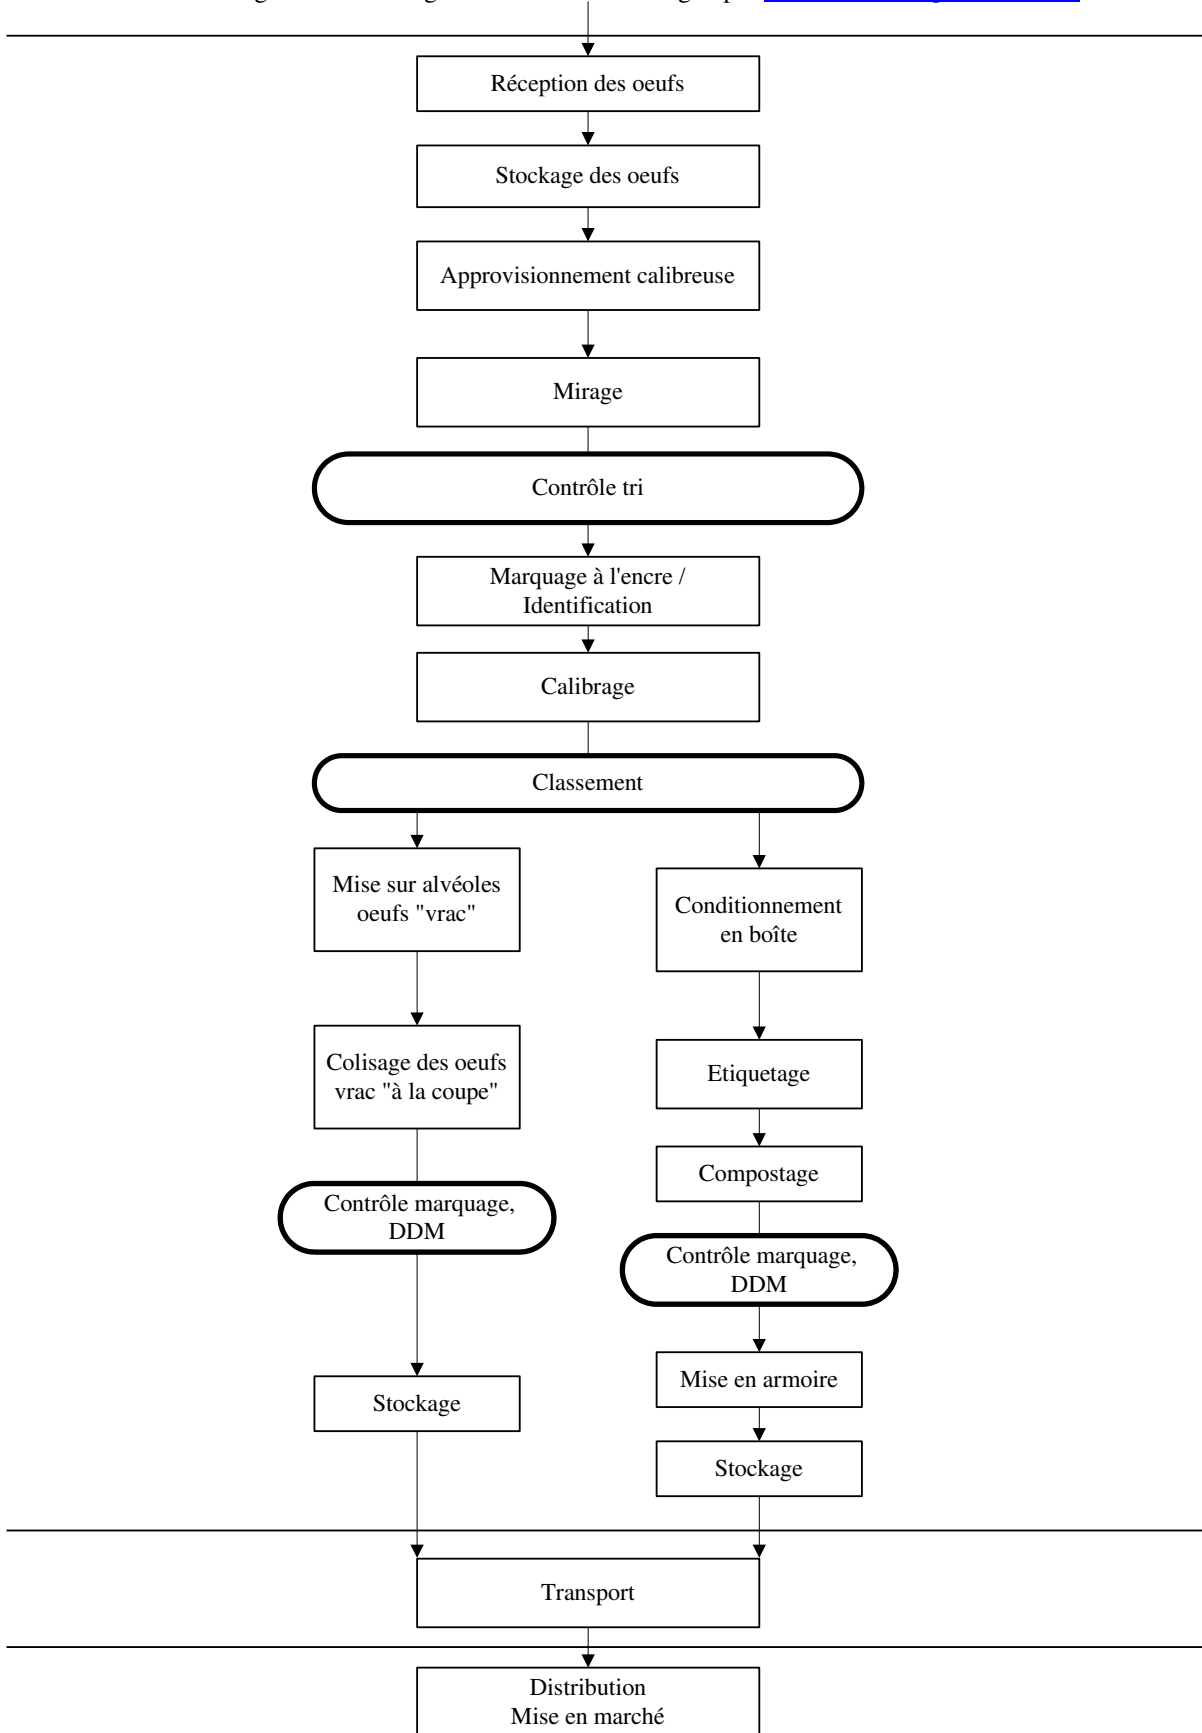 Réception des oeufs
Stockage des oeufs
Approvisionnement calibreuse
Mirage
Contrôle tri
Marquage à l'encre /
Identification
Calibrage
Classement
Mise sur alvéoles
oeufs "vrac"
Colisage des oeufs
vrac "à la coupe"
Contrôle marquage,
DDM
Stockage
Conditionnement
en boîte
Etiquetage
Compostage
Contrôle marquage,
DDM
Mise en armoire
Stockage
Transport
Distribution
Mise en marché